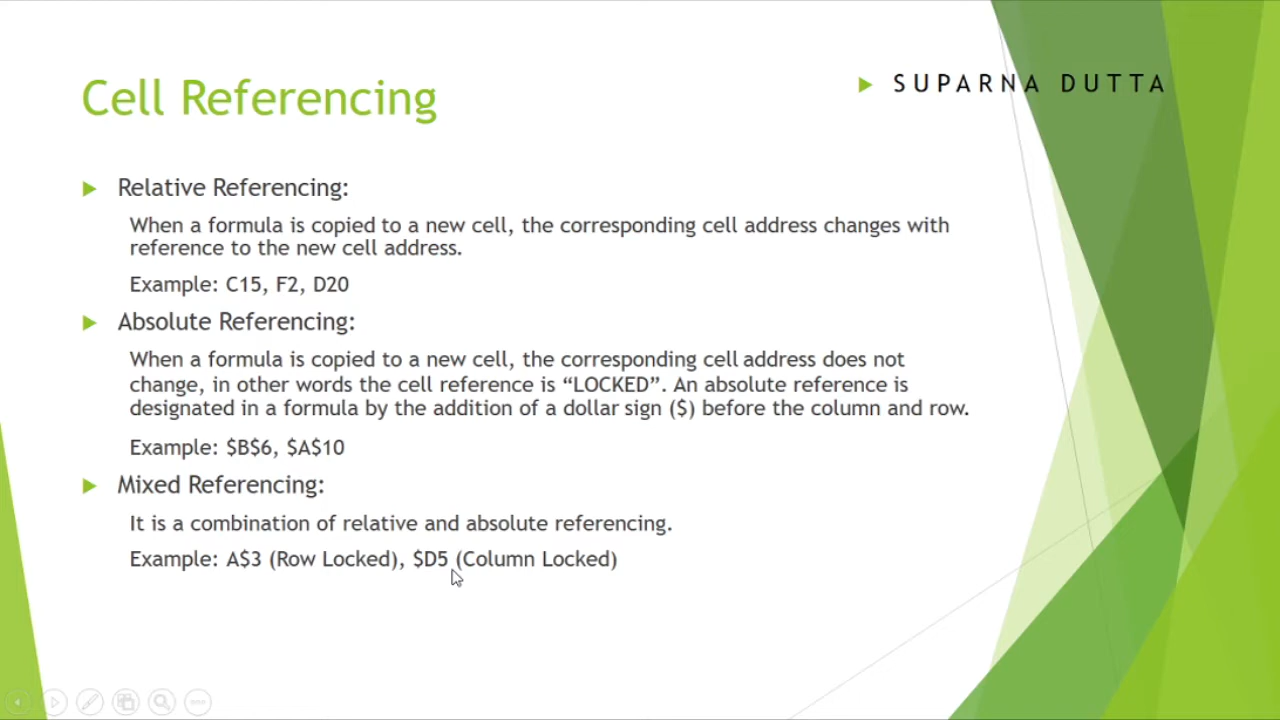 Cell Referencing
SUPARNA DUTTA
Relative Referencing:
When a formula is copied to a new cell, the corresponding cell address changes with
reference to the new cell address.
Example: C15, F2, D20
Absolute Referencing:
When a formula is copied to a new cell, the corresponding cell address does not
change, in other words the cell reference is “LOCKED”. An absolute reference is
designated in a formula by the addition of a dollar sign ($) before the column and row.
Example: $B$6, $A$10
Mixed Referencing:
It is a combination of relative and absolute referencing.
Example: A$3 (Row Locked), $D5 (Column Locked)